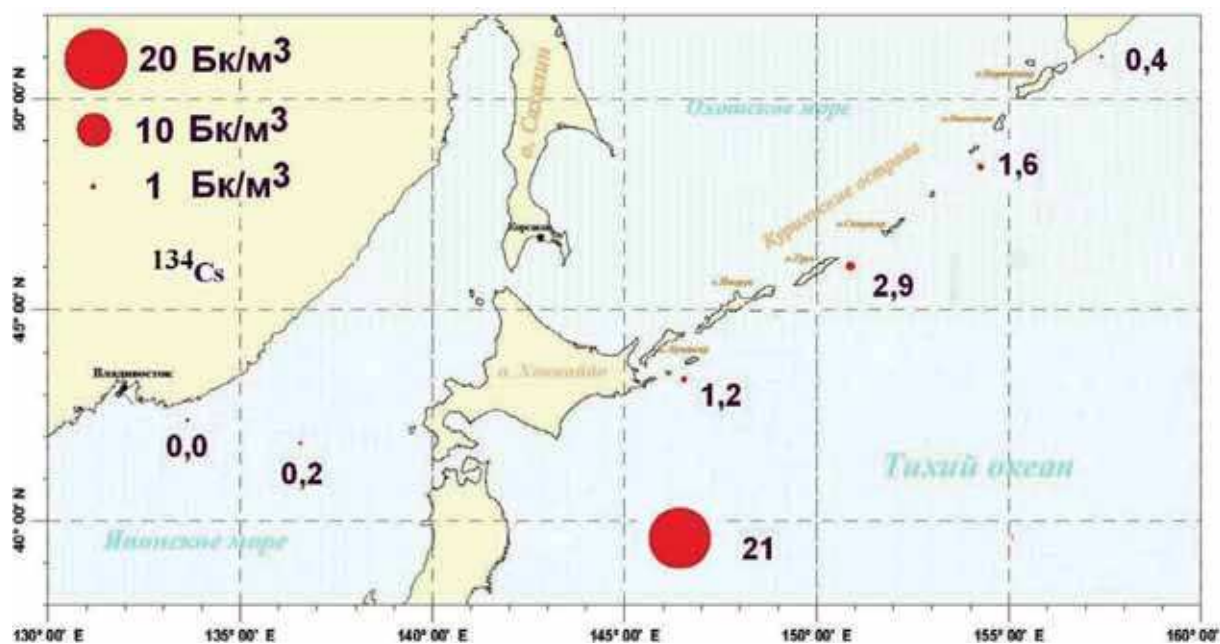 20 Бк/м³
10 Бк/м³
1 Бк/м³
¹³⁴Cs
Владивосток
о. Сахалин
Корсаков
Охотское море
Курильские острова
о. Хоккайдо
Тихий океан
Японское море
0,4
1,6
2,9
1,2
0,0
0,2
21
50°00' N
45°00' N
40°00' N
130°00' E
135°00' E
140°00' E
145°00' E
150°00' E
155°00' E